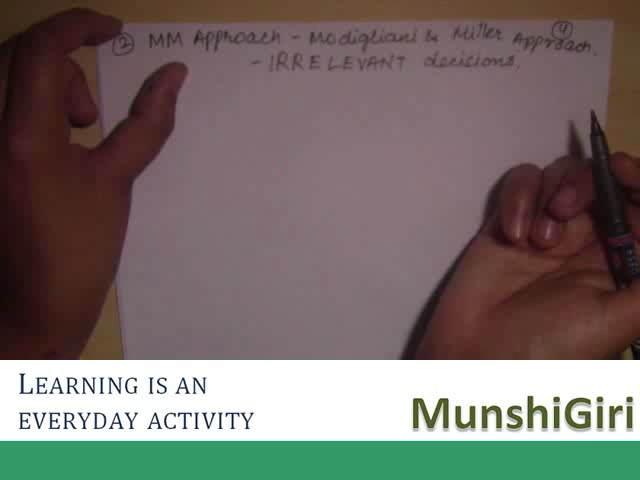 ② MM Approach - Modigliani & Miller Approach. ④
- IRRELEVANT decisions.
LEARNING IS AN
EVERYDAY ACTIVITY
MunshiGiri